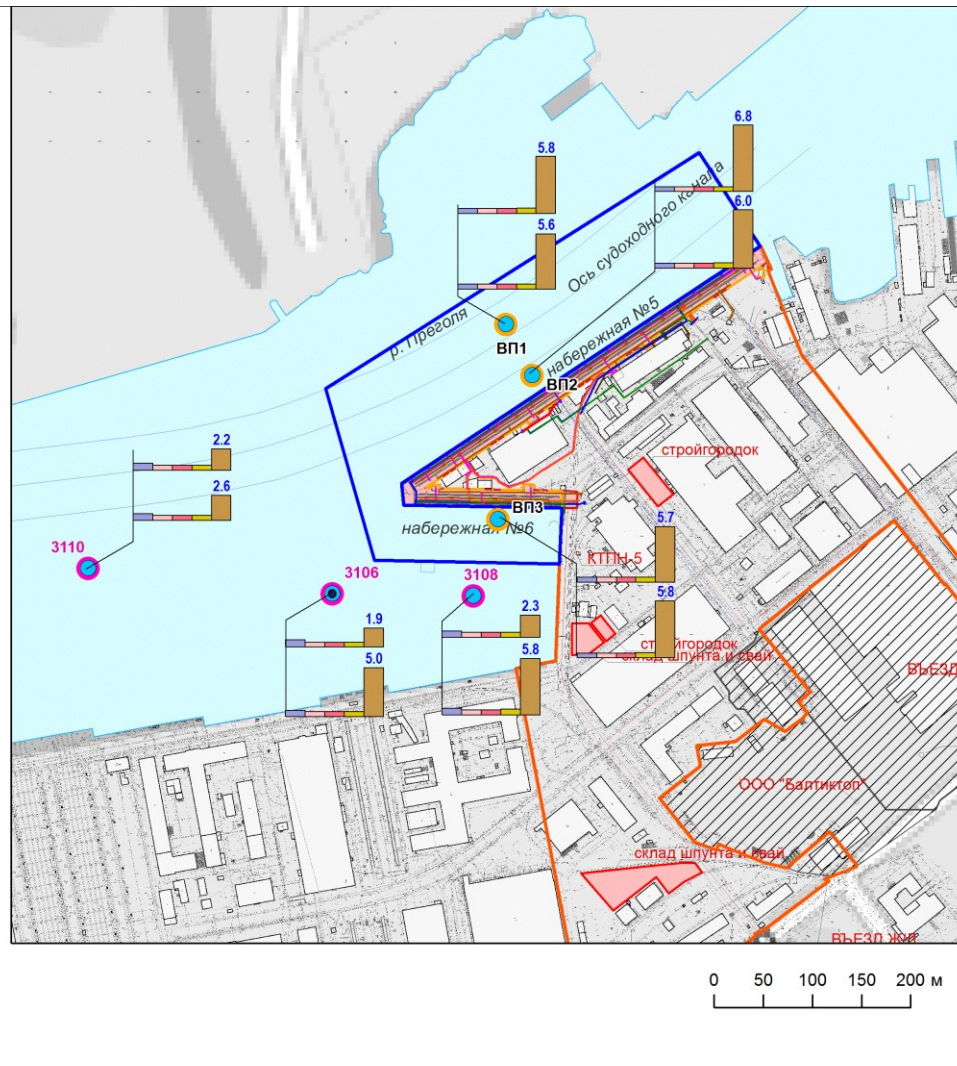 6.8
5.8
Ось судоходного канала
6.0
5.6
р. Преголя
набережная №5
ВП1
ВП2
2.2
стройгородок
2.6
ВП3
набережная №6
5.7
3110
3106
3108
КТПН-5
5.8
1.9
2.3
стройгородок
склад шпунта и свай
5.0
5.8
ВЪЕЗД
ООО "Балтиктоп"
склад шпунта и свай
ВЪЕЗД Ж/Д
0 50 100 150 200 м